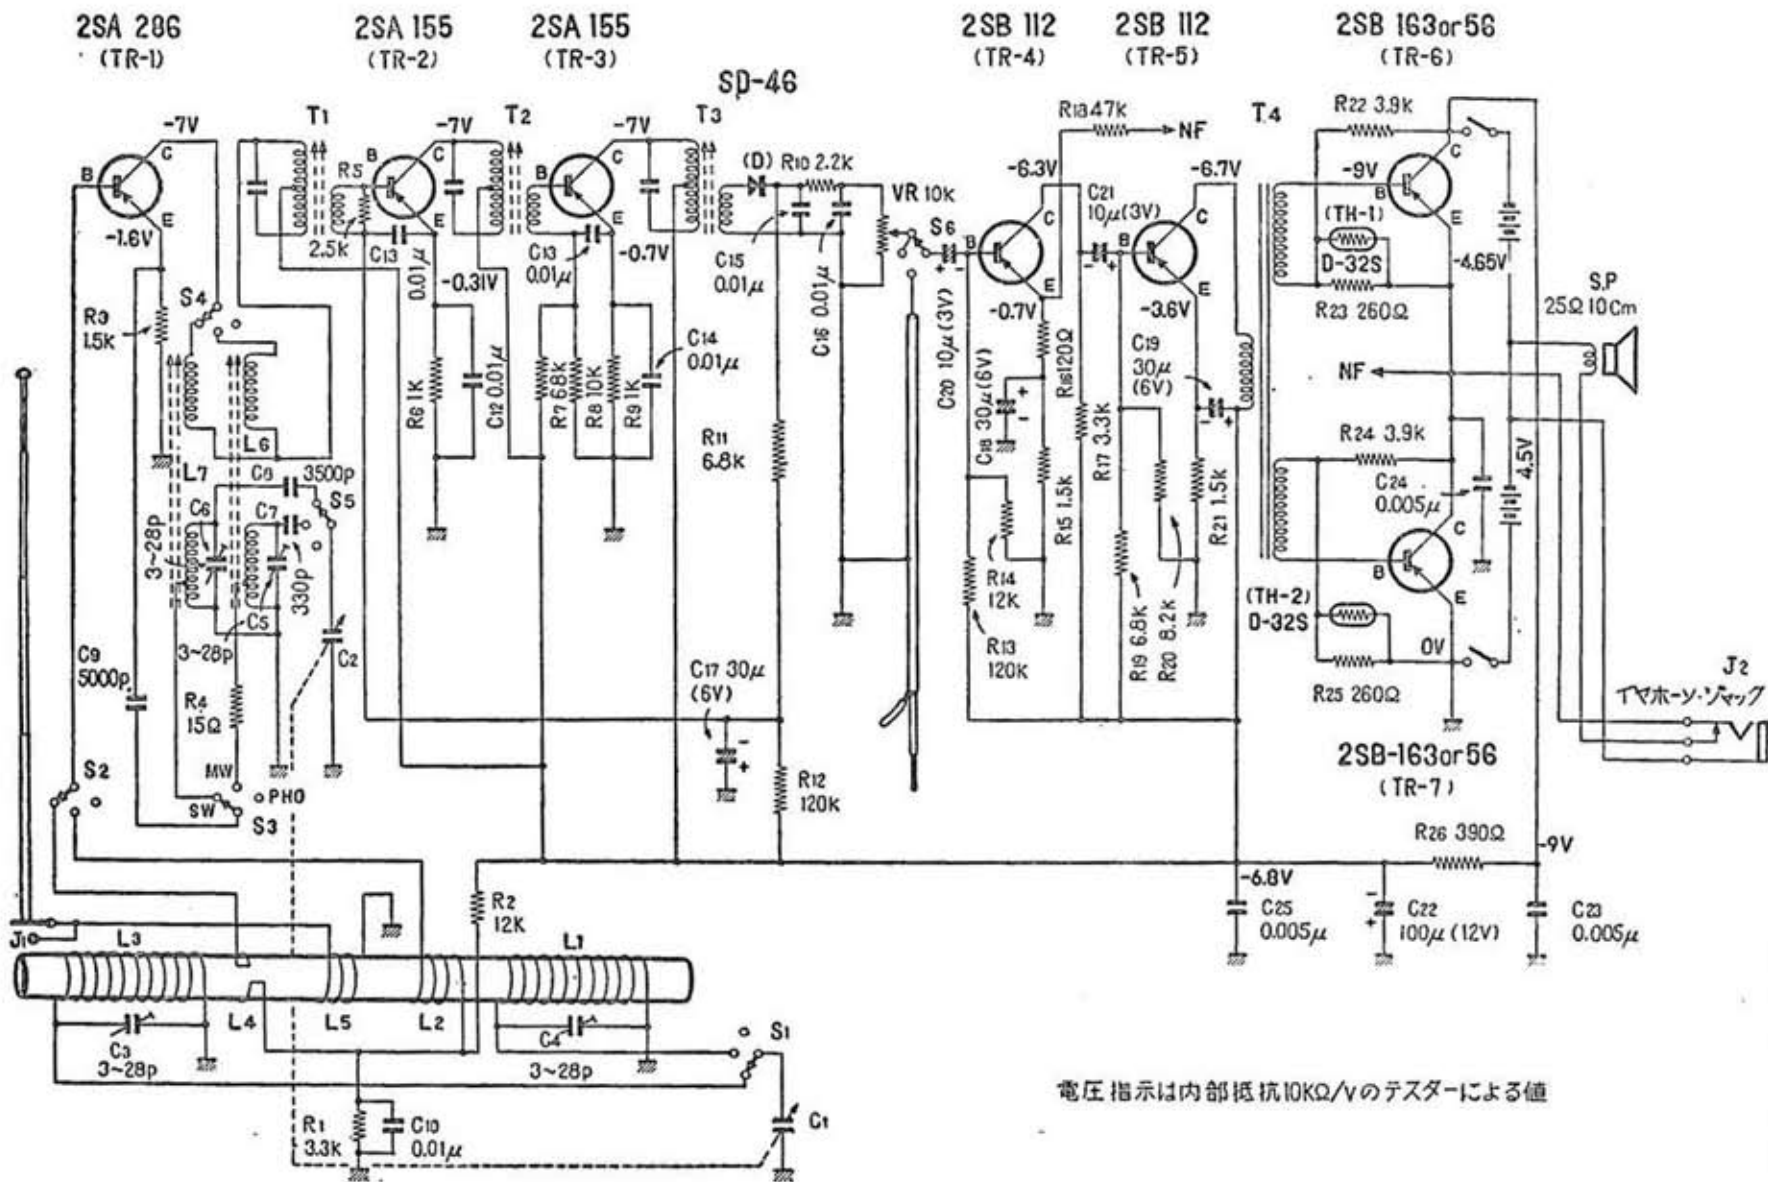 2SA 286
(TR-1)
2SA 155
(TR-2)
2SA 155
(TR-3)
SD-46
2SB 112
(TR-4)
2SB 112
(TR-5)
2SB 163or56
(TR-6)
-7V
C
B
E
-1.6V
R3
1.5K
S4
T1
R5
2.5K
B
-7V
C
E
C13
0.01μ
-0.31V
R6 1K
C12 0.01μ
T2
B
-7V
C
E
C13
0.01μ
-0.7V
R7 68K
R8 10K
R9 1K
C14
0.01μ
T3
(D)
R10 2.2K
C15
0.01μ
C16 0.01μ
VR 10K
S6
R11
6.8K
R12
120K
C17 30μ
(6V)
R18 47K
NF
-6.3V
C
B
E
-0.7V
C20 10μ(3V)
C18 30μ(6V)
R16 120Ω
R15 1.5K
R14
12K
R13
120K
R17 3.3K
C21
10μ(3V)
-6.7V
C
B
E
-3.6V
C19
30μ
(6V)
R19 6.8K
R20 8.2K
R21 1.5K
T.4
R22 3.9K
-9V
C
B
E
(TH-1)
D-32S
-4.65V
R23 260Ω
NF
R24 3.9K
C24
0.005μ
4.5V
C
B
E
(TH-2)
D-32S
0V
R25 260Ω
2SB-163or56
(TR-7)
S.P
25Ω 10Cm
J2
イヤホーン・ジャック
R26 390Ω
-9V
-6.8V
C25
0.005μ
C22
100μ(12V)
C23
0.005μ
L6
L7
C8
3500p
S5
C6
3~28p
C7
330p
C5
3~28p
C2
R4
15Ω
MW
PHO
SW
S3
C9
5000p
S2
R2
12K
J1
L3
L1
L4
L5
L2
C3
3~28p
C4
3~28p
S1
R1
3.3K
C10
0.01μ
C1
電圧指示は内部抵抗10KΩ/Vのテスターによる値